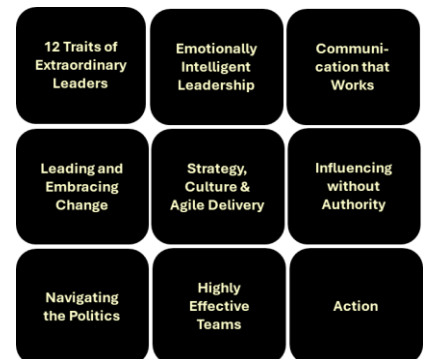 12 Traits of
Extraordinary
Leaders
Emotionally
Intelligent
Leadership
Communi-
cation that
Works
Leading and
Embracing
Change
Strategy,
Culture &
Agile Delivery
Influencing
without
Authority
Navigating
the Politics
Highly
Effective
Teams
Action